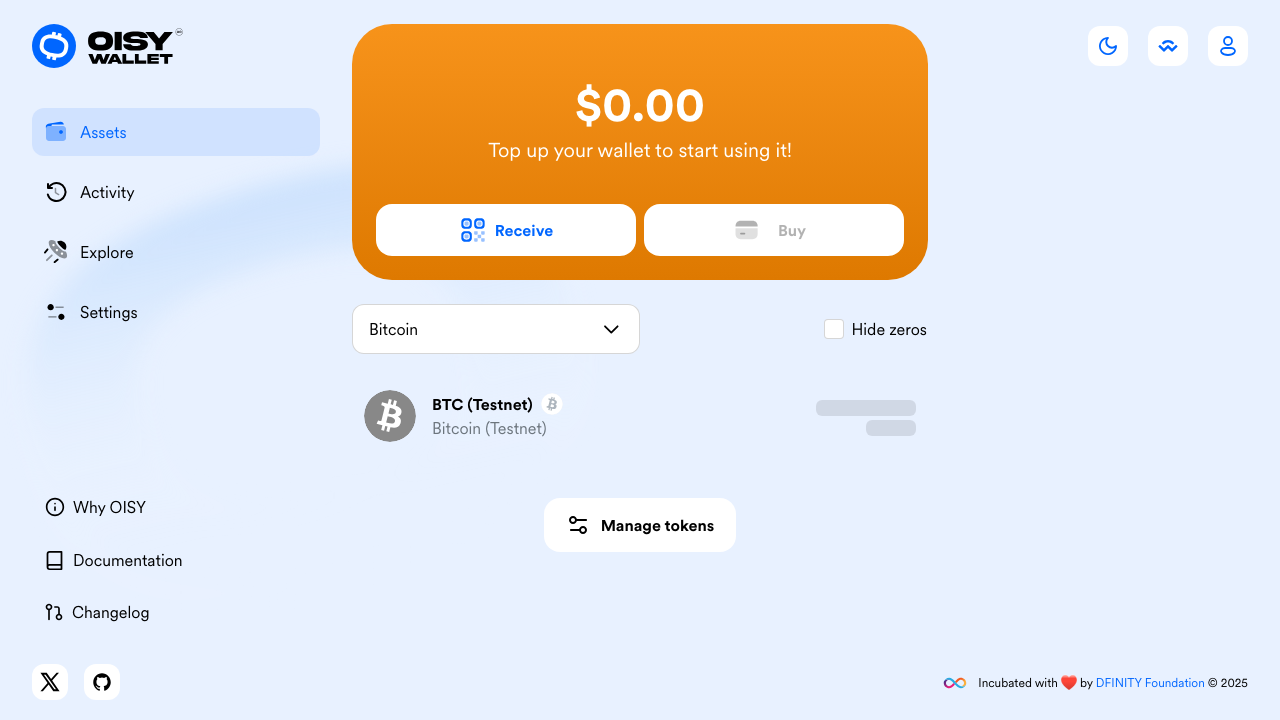 OISY
WALLET
Assets
Activity
Explore
Settings
Why OISY
Documentation
Changelog
$0.00
Top up your wallet to start using it!
Receive
Buy
Bitcoin
Hide zeros
BTC (Testnet)
Bitcoin (Testnet)
Manage tokens
Incubated with ❤️ by DFINITY Foundation © 2025